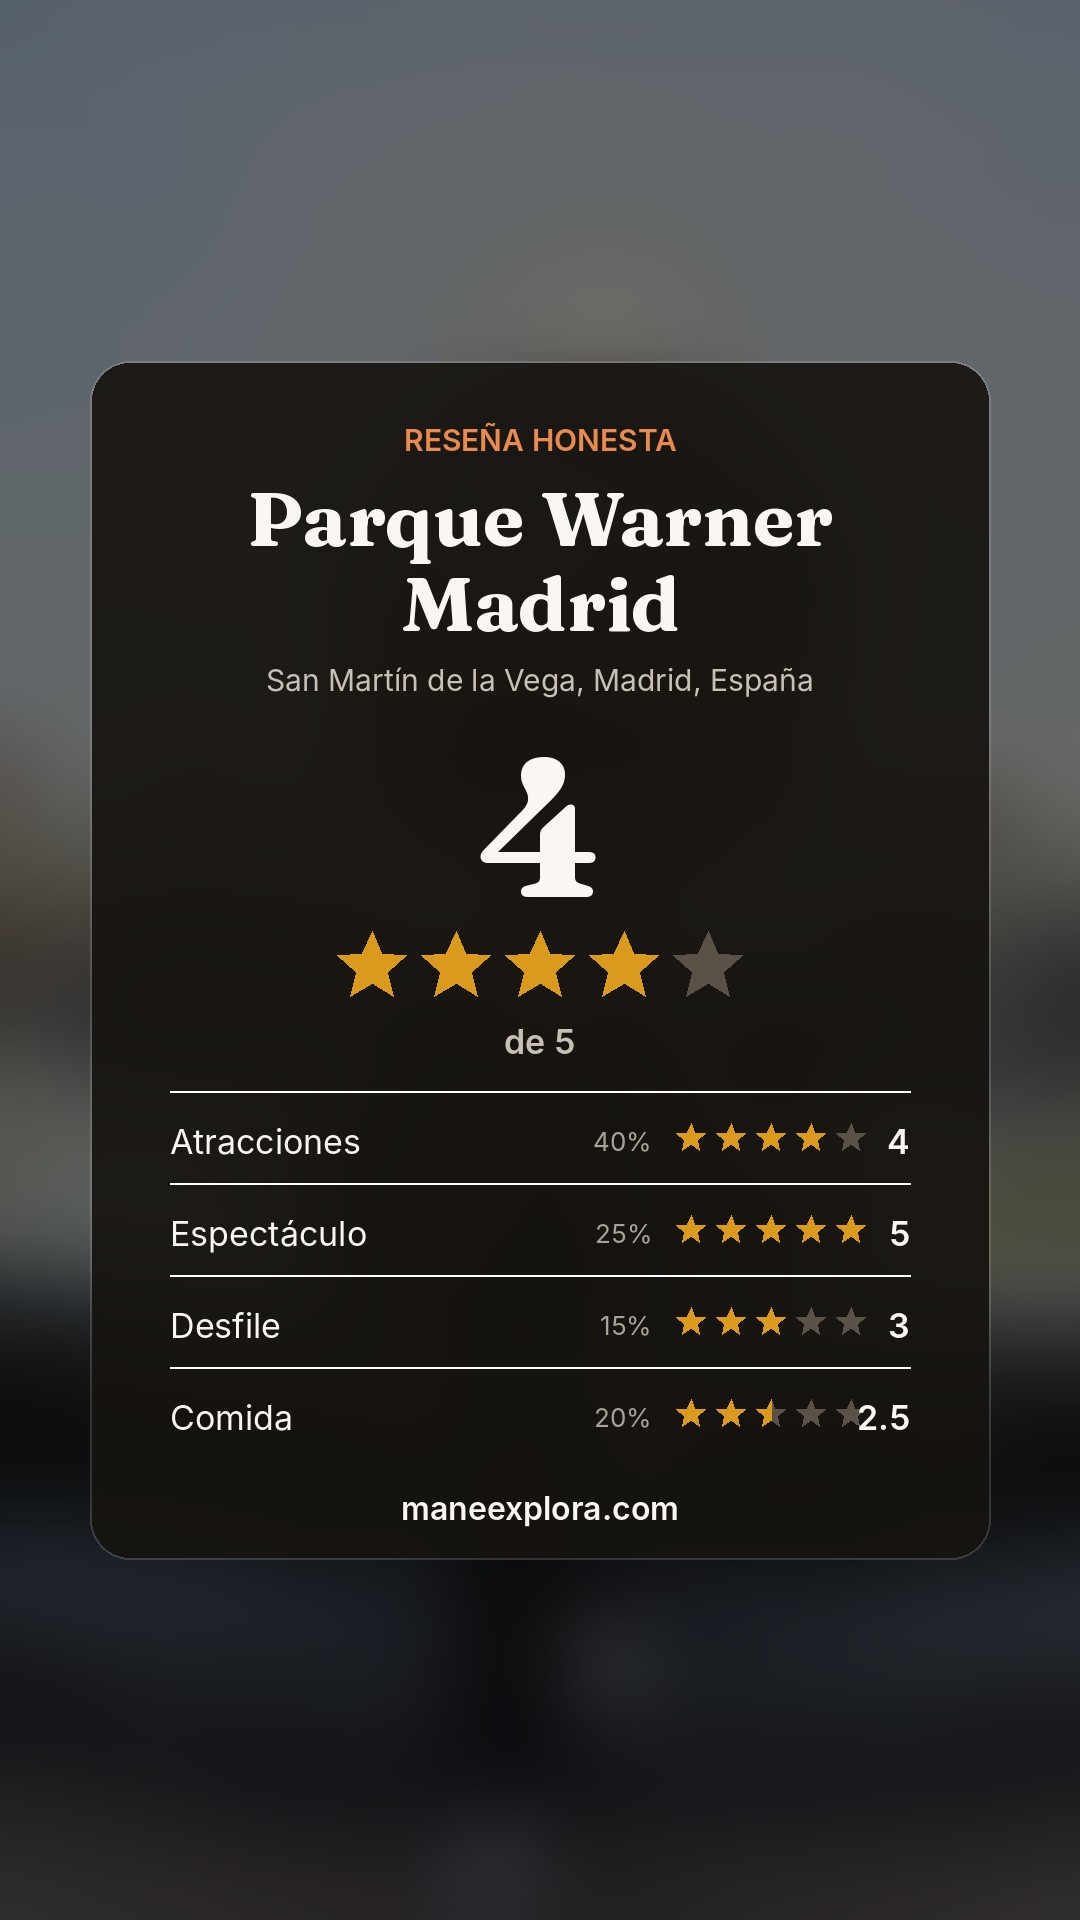 RESEÑA HONESTA
Parque Warner
Madrid
San Martín de la Vega, Madrid, España
4
de 5
Atracciones 40% 4
Espectáculo 25% 5
Desfile 15% 3
Comida 20% 2.5
maneexplora.com